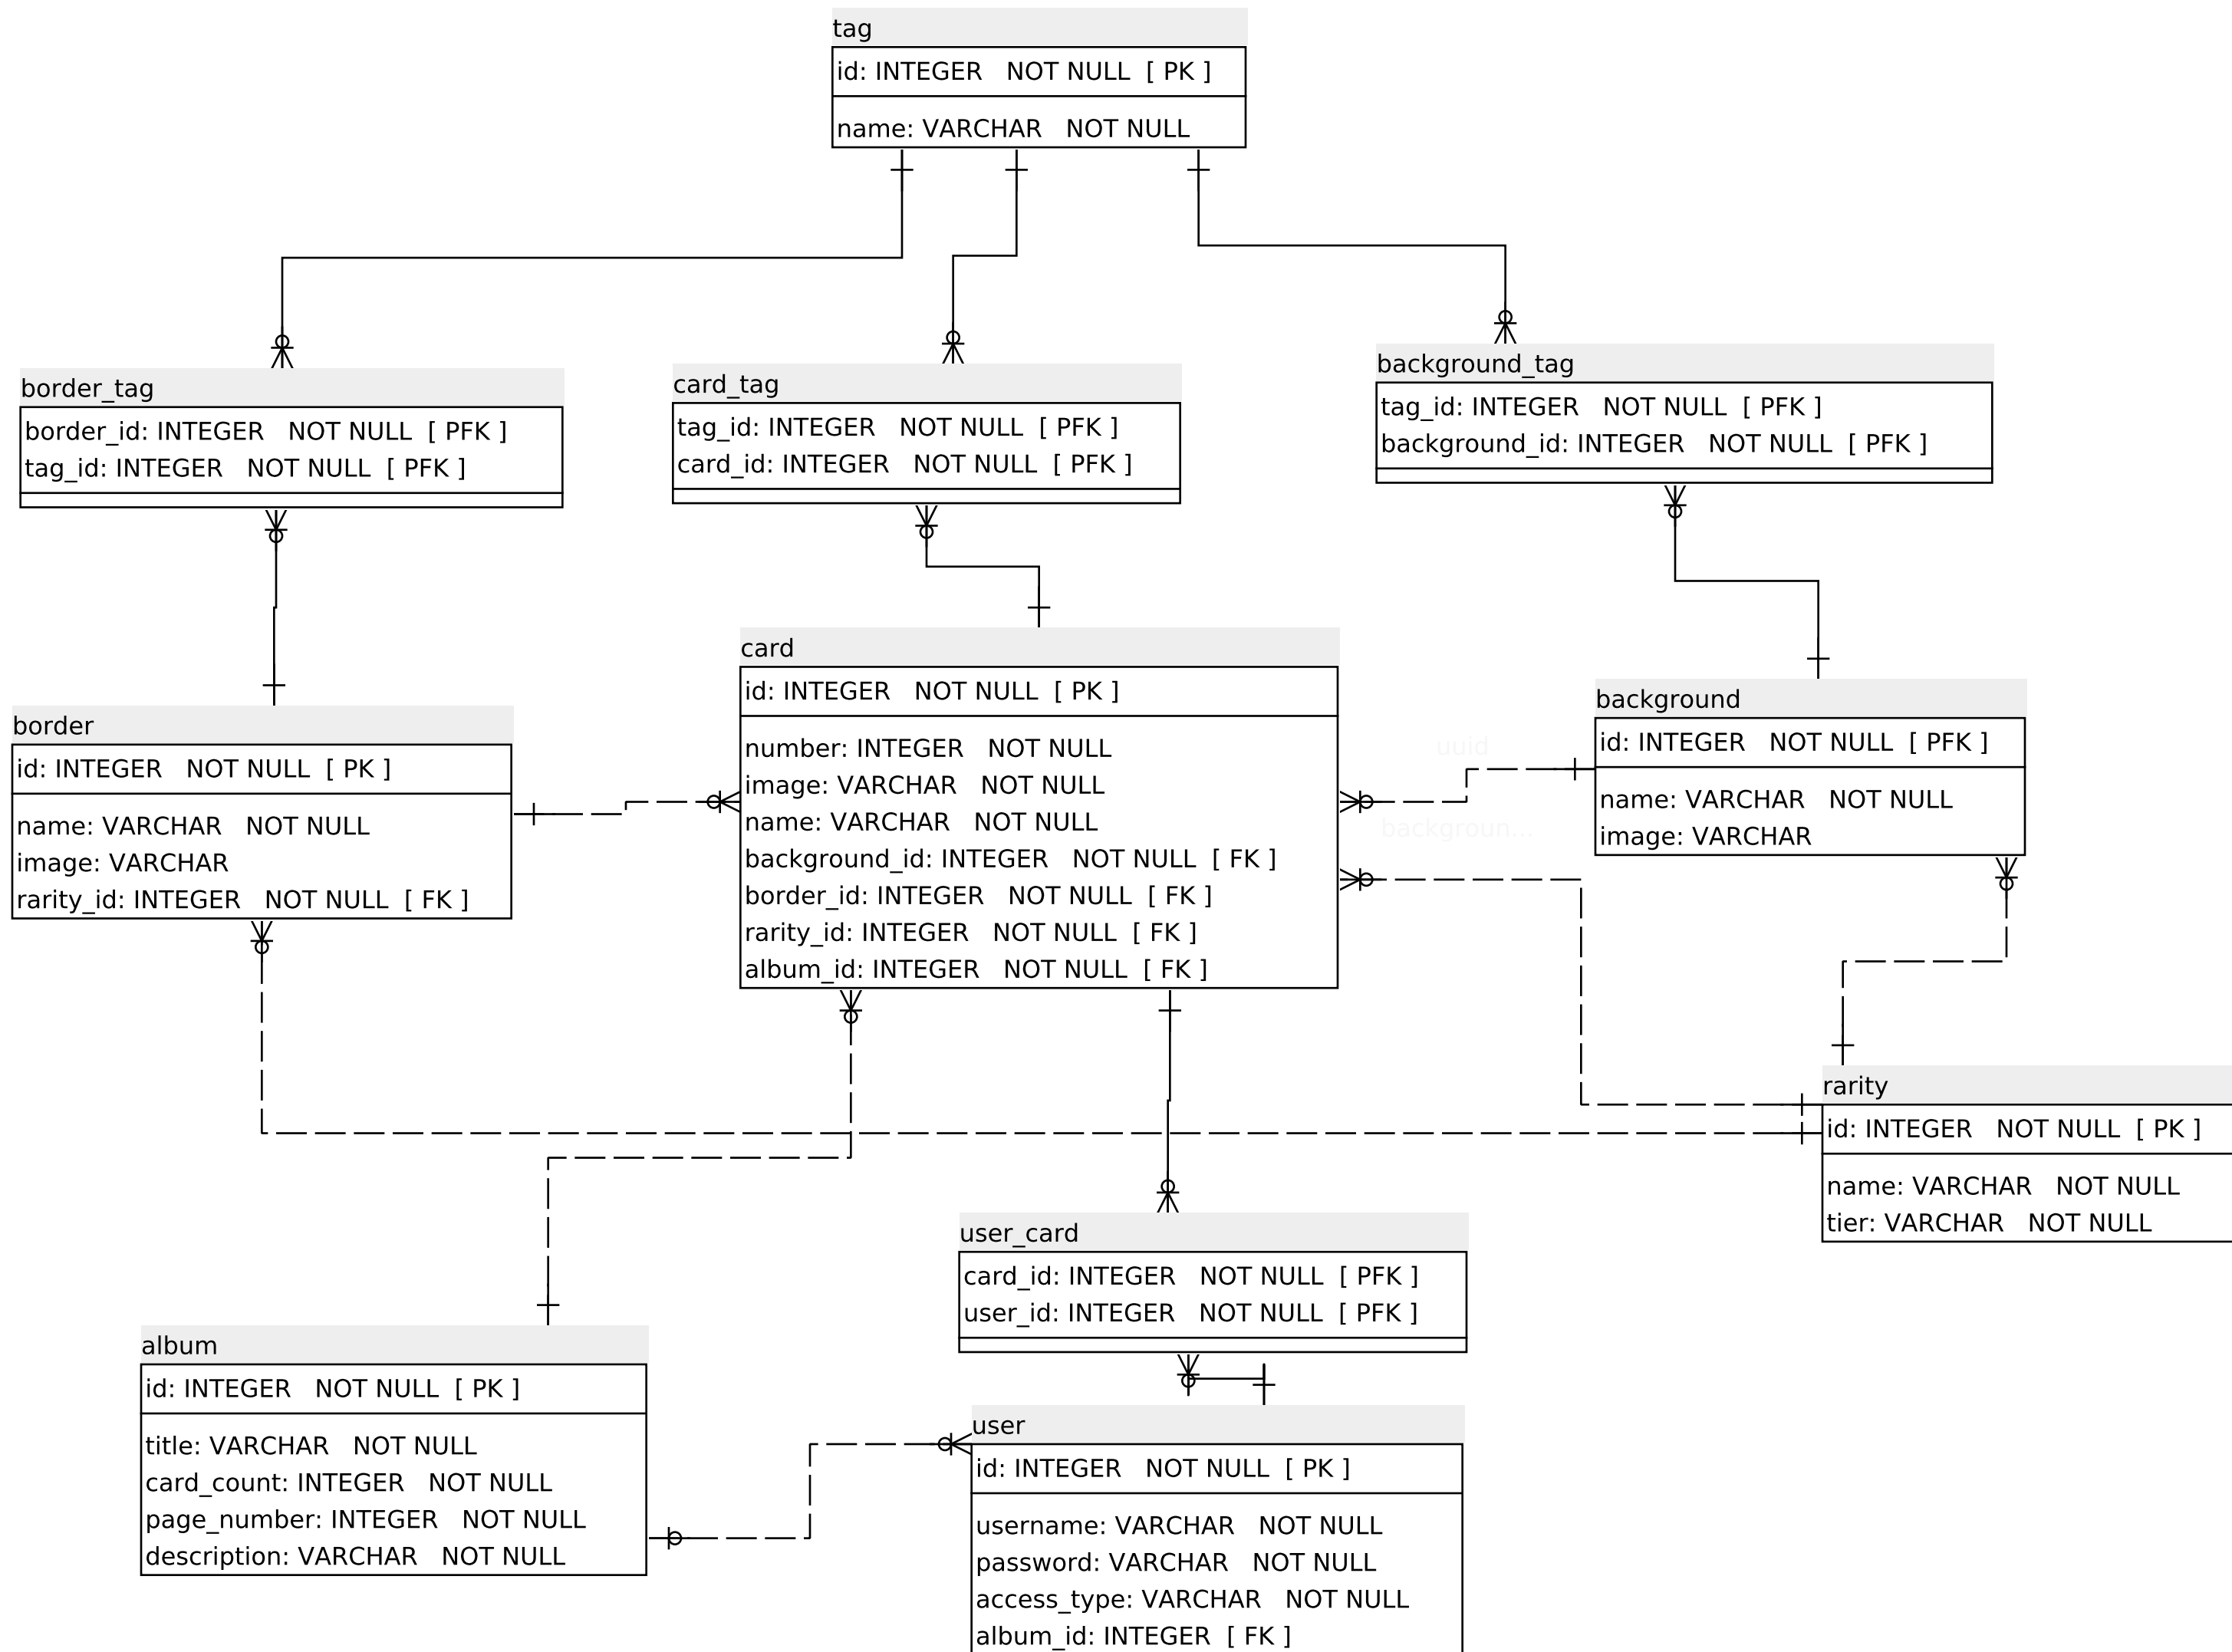 tag
id: INTEGER   NOT NULL  [ PK ]
name: VARCHAR   NOT NULL
border_tag
border_id: INTEGER   NOT NULL  [ PFK ]
tag_id: INTEGER   NOT NULL  [ PFK ]
card_tag
tag_id: INTEGER   NOT NULL  [ PFK ]
card_id: INTEGER   NOT NULL  [ PFK ]
background_tag
tag_id: INTEGER   NOT NULL  [ PFK ]
background_id: INTEGER   NOT NULL  [ PFK ]
border
id: INTEGER   NOT NULL  [ PK ]
name: VARCHAR   NOT NULL
image: VARCHAR
rarity_id: INTEGER   NOT NULL  [ FK ]
card
id: INTEGER   NOT NULL  [ PK ]
number: INTEGER   NOT NULL
image: VARCHAR   NOT NULL
name: VARCHAR   NOT NULL
background_id: INTEGER   NOT NULL  [ FK ]
border_id: INTEGER   NOT NULL  [ FK ]
rarity_id: INTEGER   NOT NULL  [ FK ]
album_id: INTEGER   NOT NULL  [ FK ]
uuid
backgroun...
background
id: INTEGER   NOT NULL  [ PFK ]
name: VARCHAR   NOT NULL
image: VARCHAR
rarity
id: INTEGER   NOT NULL  [ PK ]
name: VARCHAR   NOT NULL
tier: VARCHAR   NOT NULL
user_card
card_id: INTEGER   NOT NULL  [ PFK ]
user_id: INTEGER   NOT NULL  [ PFK ]
album
id: INTEGER   NOT NULL  [ PK ]
title: VARCHAR   NOT NULL
card_count: INTEGER   NOT NULL
page_number: INTEGER   NOT NULL
description: VARCHAR   NOT NULL
user
id: INTEGER   NOT NULL  [ PK ]
username: VARCHAR   NOT NULL
password: VARCHAR   NOT NULL
access_type: VARCHAR   NOT NULL
album_id: INTEGER  [ FK ]